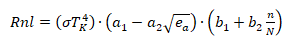 Rnl = (σT_K^4) · (a_1 − a_2√e_a) · (b_1 + b_2 n/N)